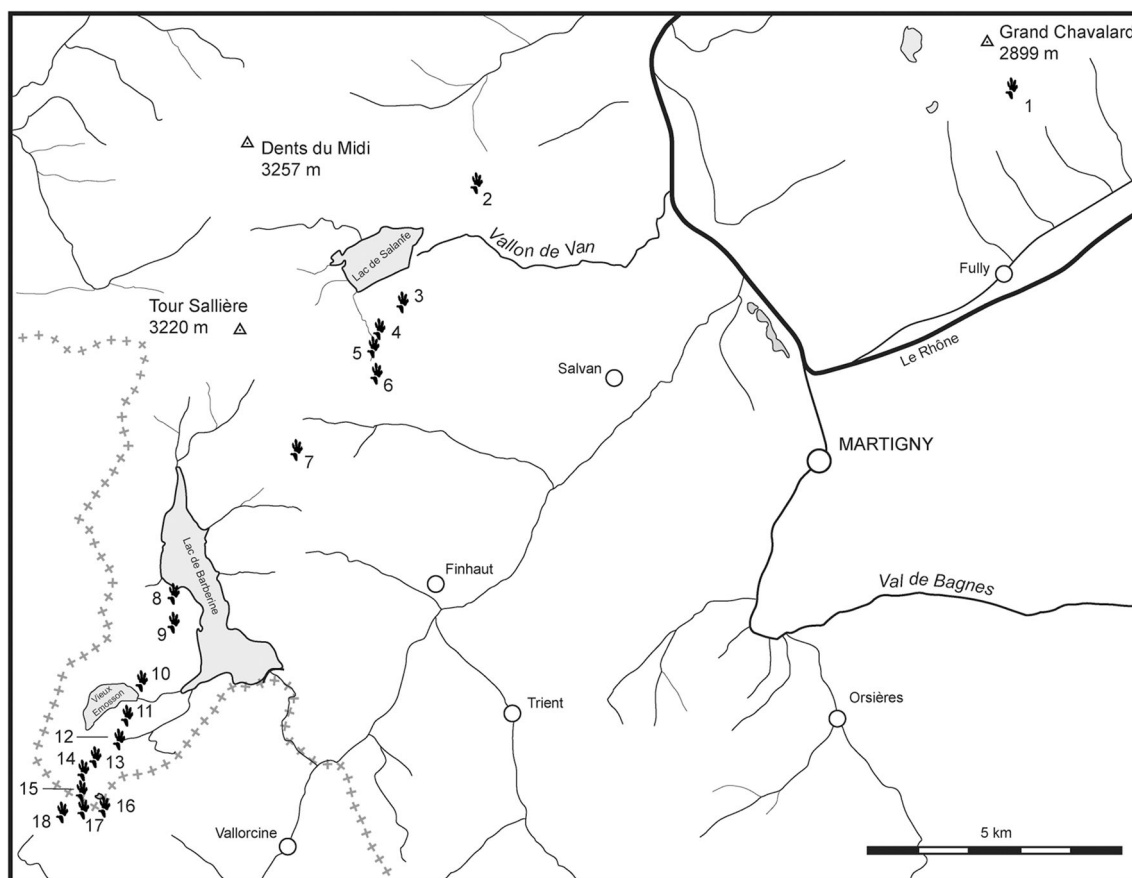 Grand Chavalard
2899 m
1
Dents du Midi
3257 m
2
Vallon de Van
Lac de Salanfe
Fully
3
Tour Sallière
3220 m
4
5
Le Rhône
6
Salvan
MARTIGNY
7
Lac de Barberine
Finhaut
Val de Bagnes
8
9
10
Vieux
Emosson
11
Trient
Orsières
12
13
14
15
16
17
18
Vallorcine
5 km